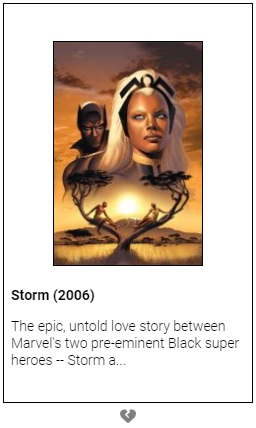 Storm (2006)
The epic, untold love story between
Marvel's two pre-eminent Black super
heroes -- Storm a...